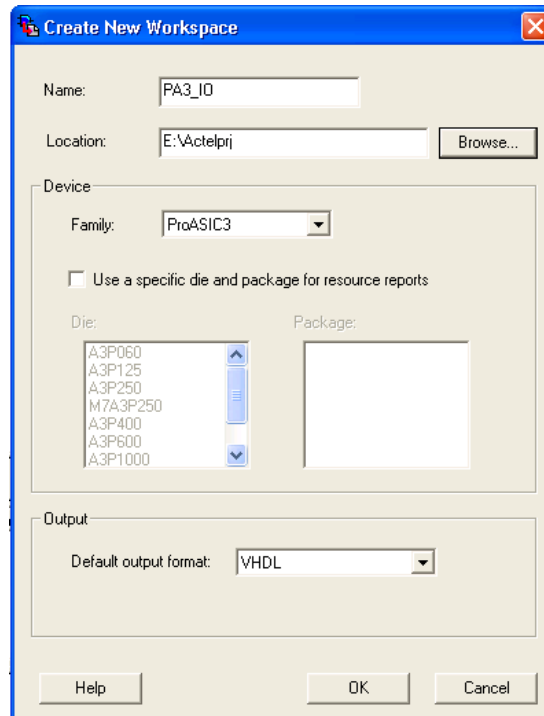 Create New Workspace
Name: PA3_IO
Location: E:\Actelprj Browse...
Device
Family: ProASIC3
Use a specific die and package for resource reports
Die: Package:
A3P060
A3P125
A3P250
M7A3P250
A3P400
A3P600
A3P1000
Output
Default output format: VHDL
Help OK Cancel